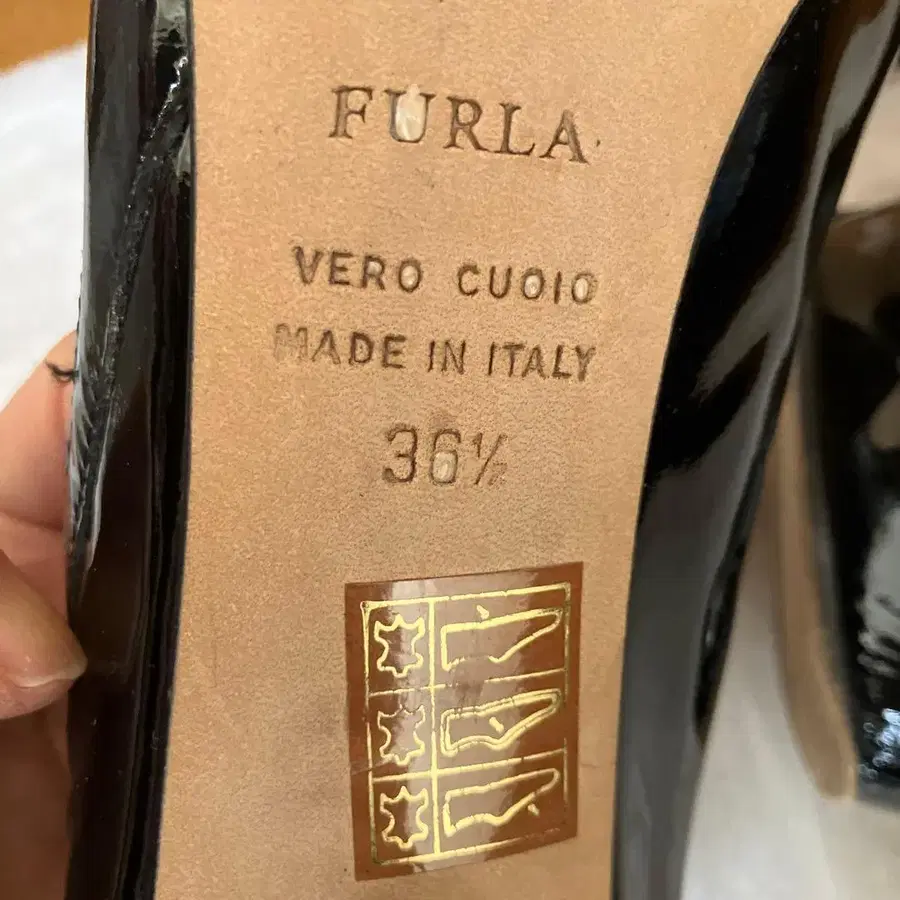 FURLA
VERO CUOIO
MADE IN ITALY
36½